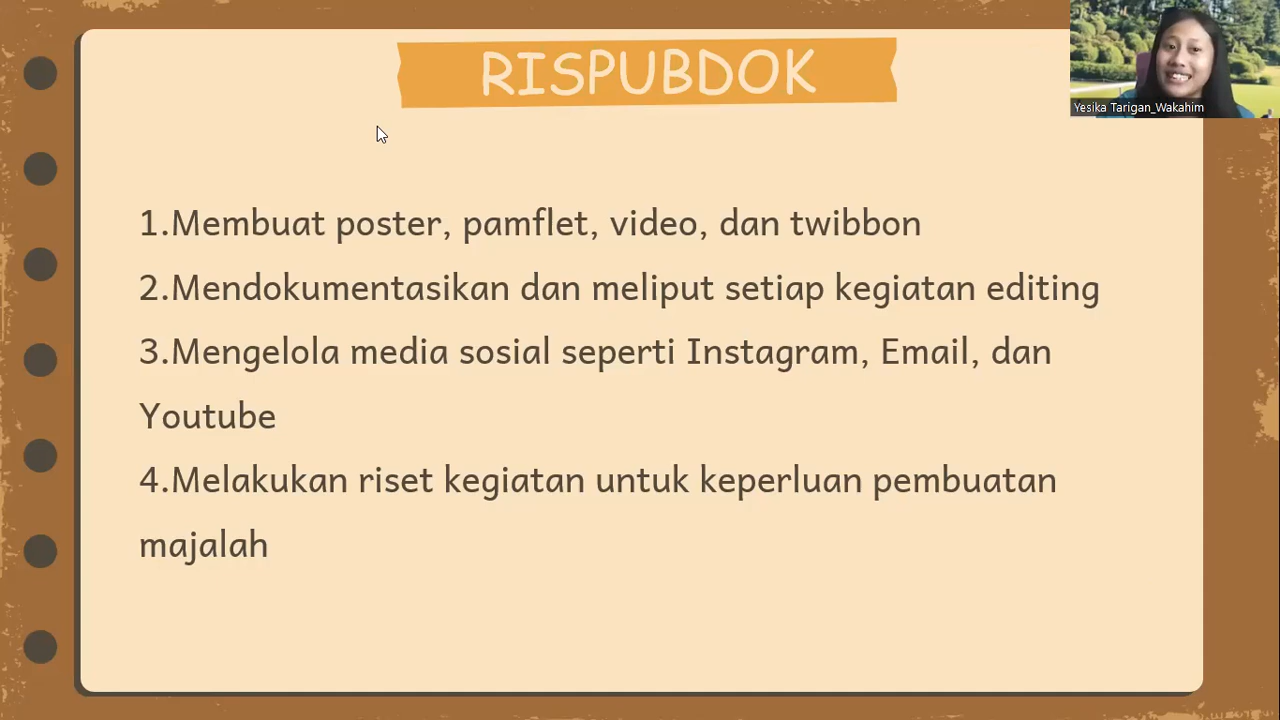 RISPUBDOK
Yesika Tarigan_Wakahim
1.Membuat poster, pamflet, video, dan twibbon
2.Mendokumentasikan dan meliput setiap kegiatan editing
3.Mengelola media sosial seperti Instagram, Email, dan
Youtube
4.Melakukan riset kegiatan untuk keperluan pembuatan
majalah